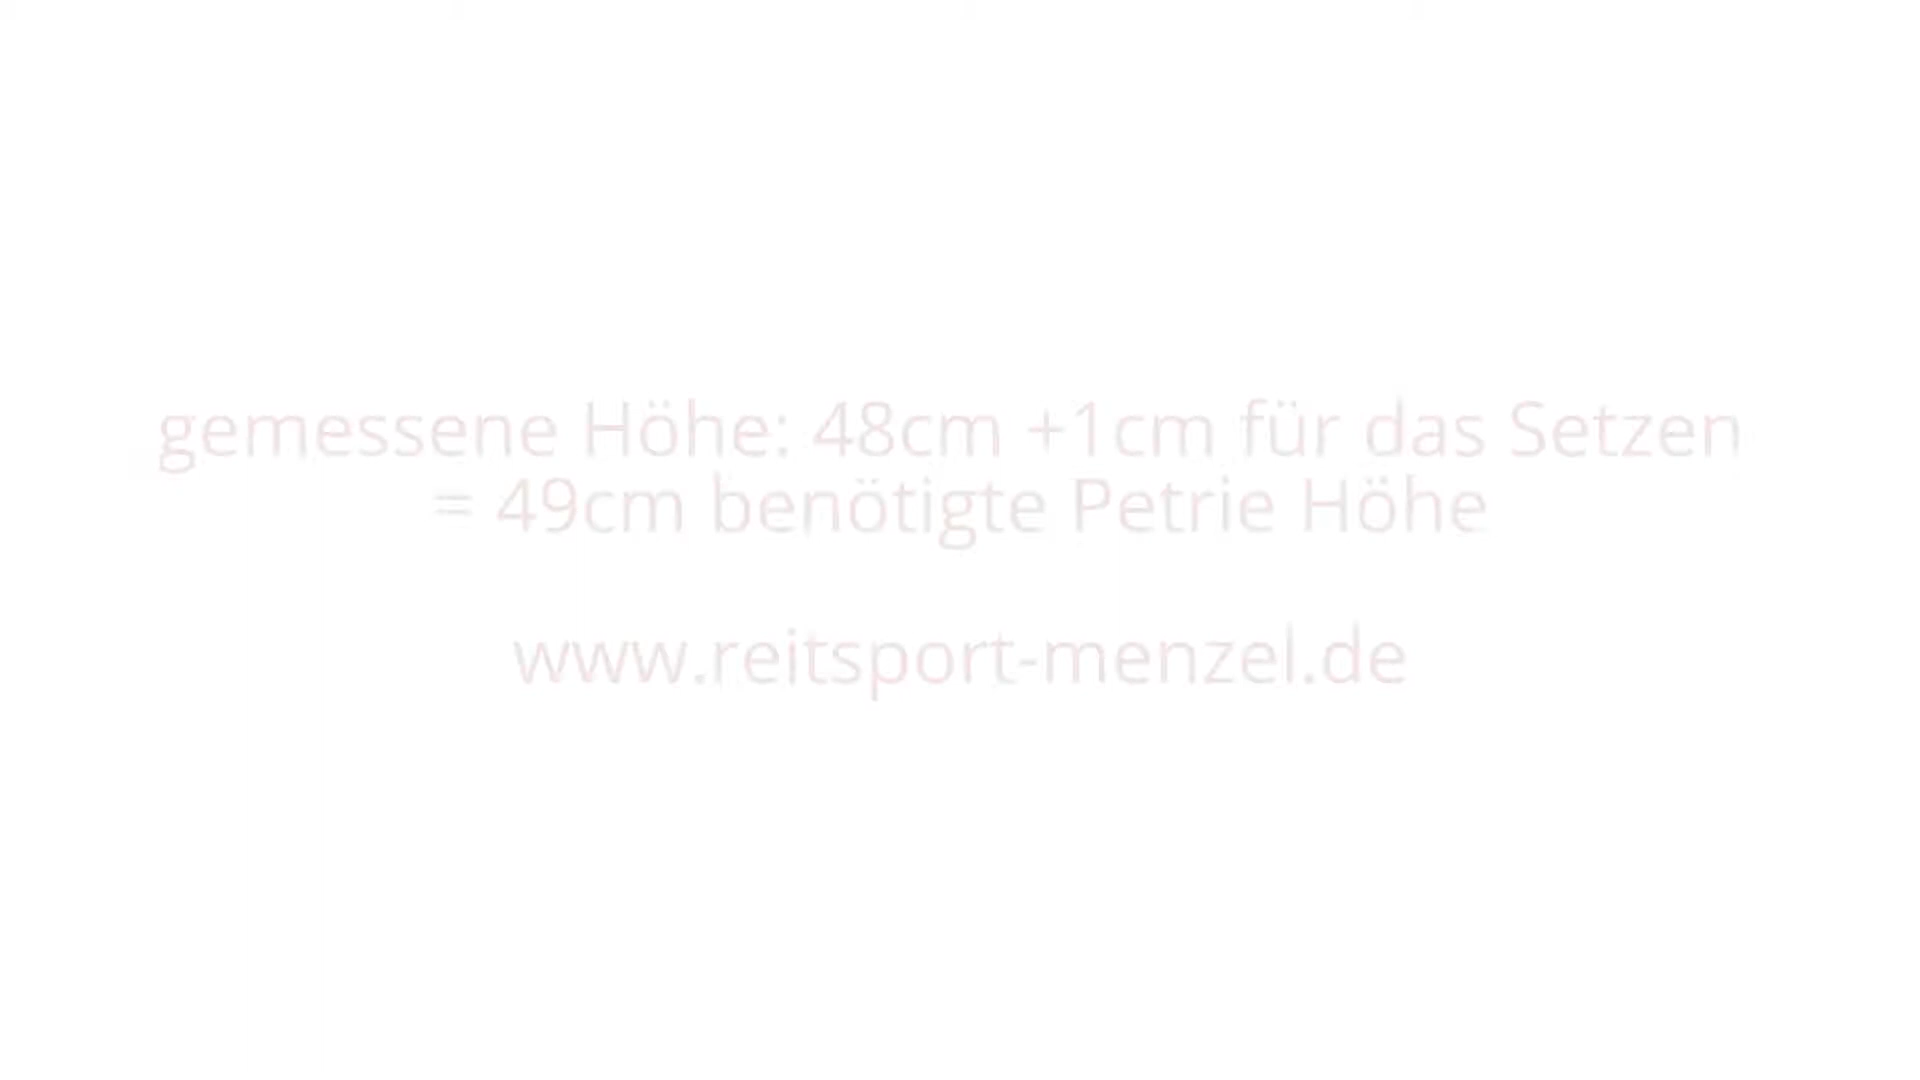 gemessene Höhe: 48cm +1cm für das Setzen
= 49cm benötigte Petrie Höhe
www.reitsport-menzel.de